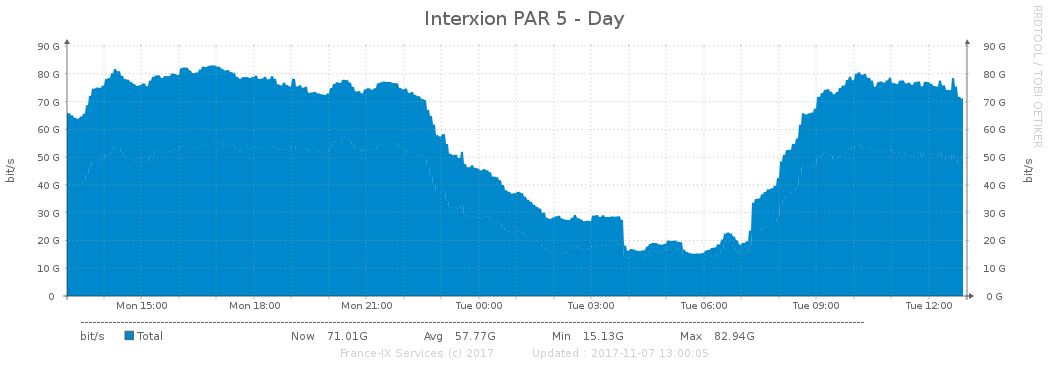 Interxion PAR 5 - Day
RRDTOOL / TOBI OETIKER
90 G 90 G
80 G 80 G
70 G 70 G
60 G 60 G
50 G 50 G
40 G 40 G
30 G 30 G
20 G 20 G
10 G 10 G
0 0 G
bit/s
bit/s
Mon 15:00 Mon 18:00 Mon 21:00 Tue 00:00 Tue 03:00 Tue 06:00 Tue 09:00 Tue 12:00
bit/s Total Now 71.01G Avg 57.77G Min 15.13G Max 82.94G
France-IX Services (c) 2017 Updated : 2017-11-07 13:00:05